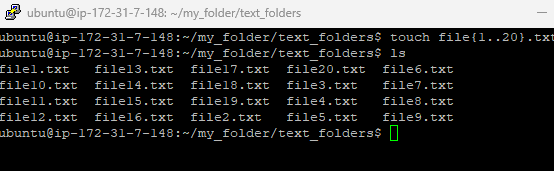 ubuntu@ip-172-31-7-148: ~/my_folder/text_folders
ubuntu@ip-172-31-7-148:~/my_folder/text_folders$ touch file{1..20}.txt
ubuntu@ip-172-31-7-148:~/my_folder/text_folders$ ls
file1.txt   file13.txt  file17.txt  file20.txt  file6.txt
file10.txt  file14.txt  file18.txt  file3.txt   file7.txt
file11.txt  file15.txt  file19.txt  file4.txt   file8.txt
file12.txt  file16.txt  file2.txt   file5.txt   file9.txt
ubuntu@ip-172-31-7-148:~/my_folder/text_folders$